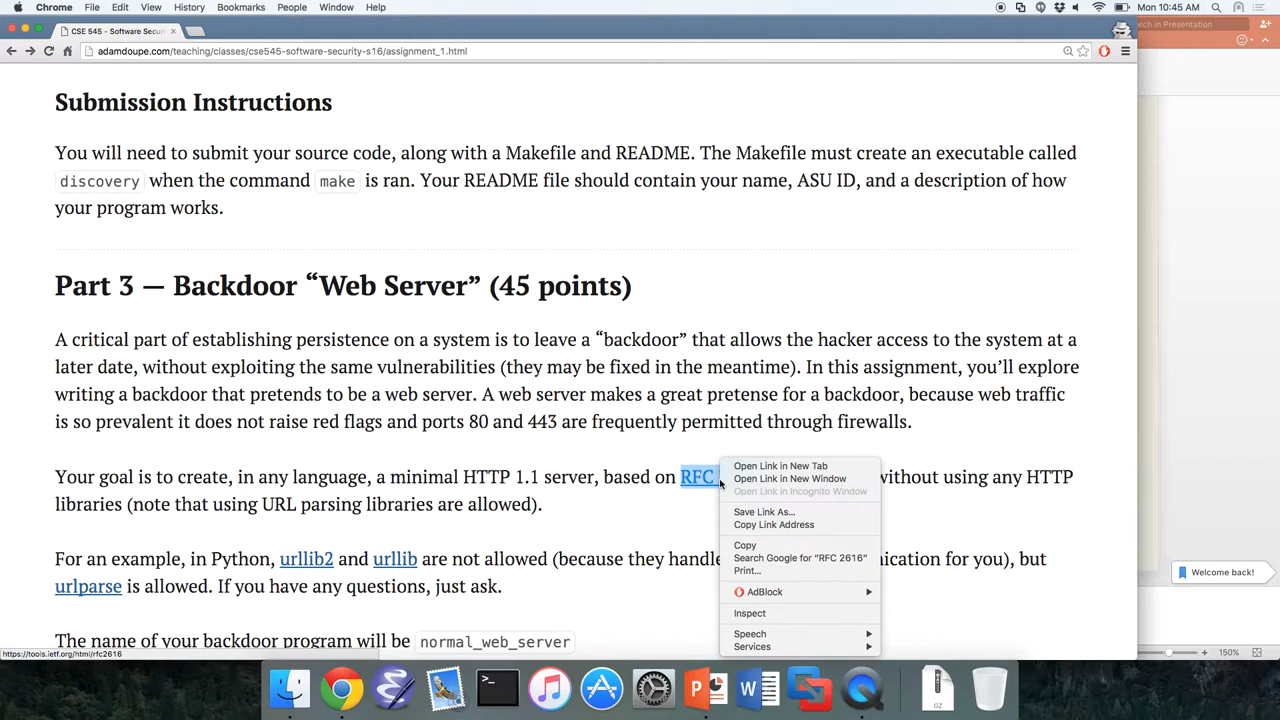 Chrome File Edit View History Bookmarks People Window Help Mon 10:45 AM
CSE 545 - Software Securi
rch in Presentation
adamdoupe.com/teaching/classes/cse545-software-security-s16/assignment_1.html
Submission Instructions
You will need to submit your source code, along with a Makefile and README. The Makefile must create an executable called
discovery when the command make is ran. Your README file should contain your name, ASU ID, and a description of how
your program works.
Part 3 — Backdoor “Web Server” (45 points)
A critical part of establishing persistence on a system is to leave a “backdoor” that allows the hacker access to the system at a
later date, without exploiting the same vulnerabilities (they may be fixed in the meantime). In this assignment, you’ll explore
writing a backdoor that pretends to be a web server. A web server makes a great pretense for a backdoor, because web traffic
is so prevalent it does not raise red flags and ports 80 and 443 are frequently permitted through firewalls.
Your goal is to create, in any language, a minimal HTTP 1.1 server, based on RFC without using any HTTP
libraries (note that using URL parsing libraries are allowed).
For an example, in Python, urllib2 and urllib are not allowed (because they handle ication for you), but
urlparse is allowed. If you have any questions, just ask.
The name of your backdoor program will be normal_web_server
Open Link in New Tab
Open Link in New Window
Open Link in Incognito Window
Save Link As...
Copy Link Address
Copy
Search Google for “RFC 2616”
Print...
AdBlock
Inspect
Speech
Services
Welcome back!
https://tools.ietf.org/html/rfc2616
150%
GZ